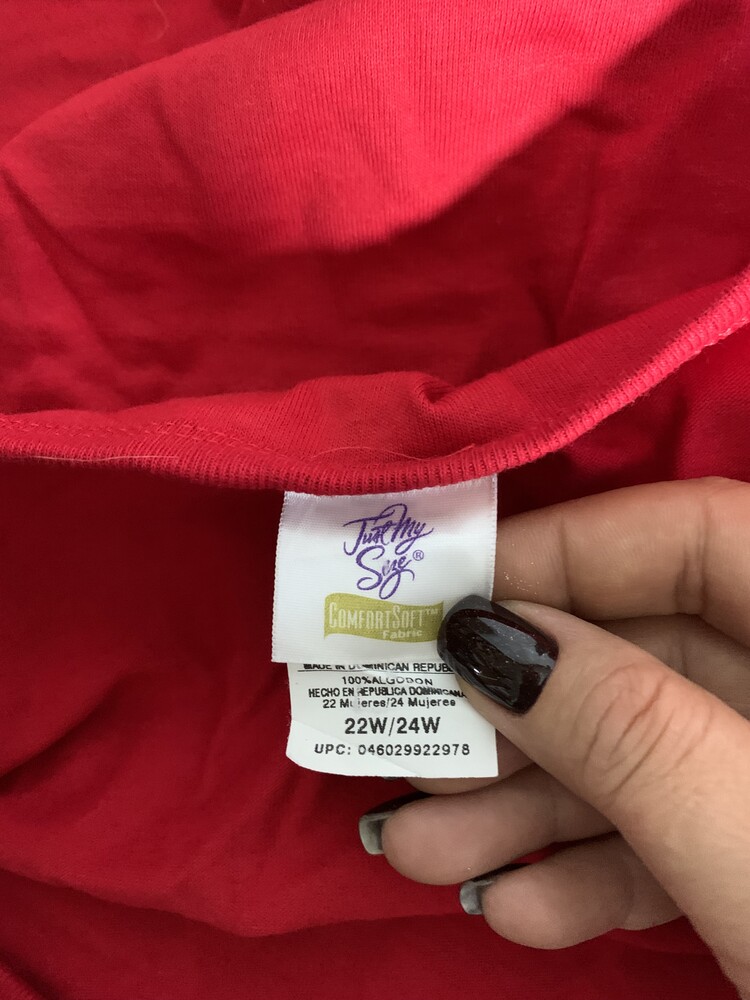 Just My
Size®
COMFORTSOFT™
Fabric
MADE IN DOMINICAN REPUBLIC
100%ALGODON
HECHO EN REPUBLICA DOMINICANA
22 Mujeres/24 Mujeres
22W/24W
UPC: 046029922978